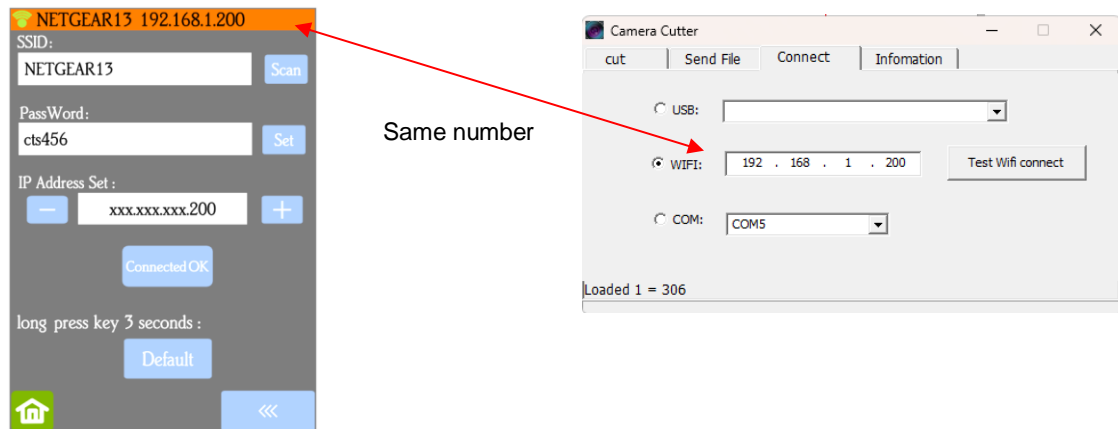 NETGEAR13 192.168.1.200
SSID:
NETGEAR13
Scan
PassWord:
cts456
Set
IP Address Set :
xxx.xxx.xxx.200
Connected OK
long press key 3 seconds :
Default
Same number
Camera Cutter
cut Send File Connect Infomation
USB:
WIFI: 192 . 168 . 1 . 200 Test Wifi connect
COM: COM5
Loaded 1 = 306